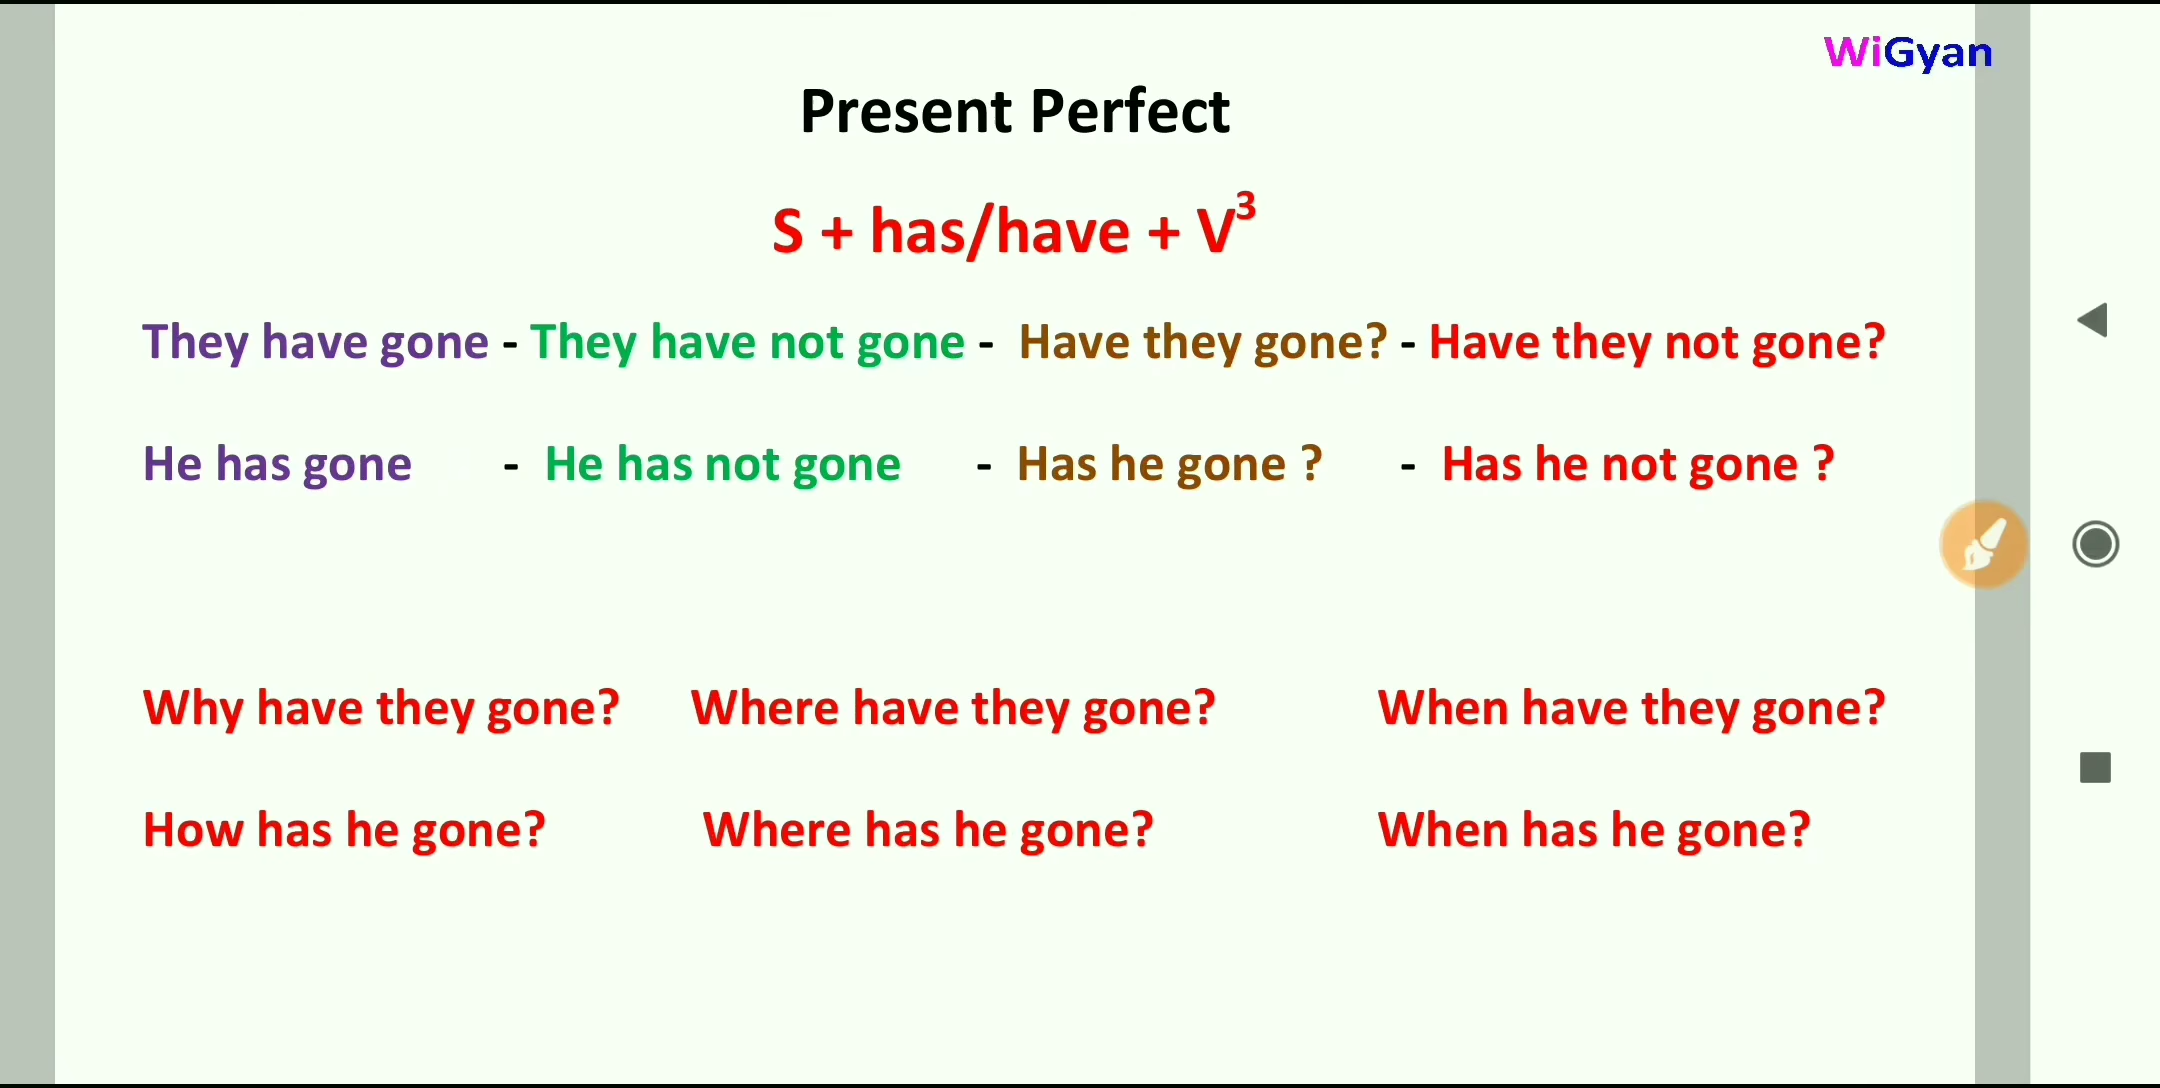 WiGyan
Present Perfect
S + has/have + V³
They have gone - They have not gone - Have they gone? - Have they not gone?
He has gone - He has not gone - Has he gone ? - Has he not gone ?
Why have they gone? Where have they gone? When have they gone?
How has he gone? Where has he gone? When has he gone?